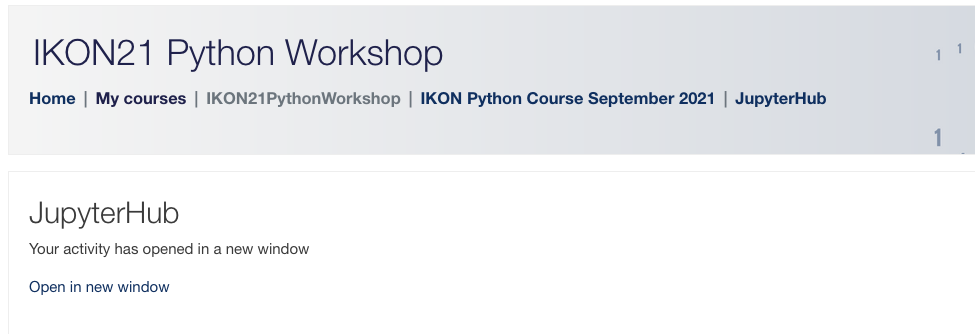 IKON21 Python Workshop
1 1
Home | My courses | IKON21PythonWorkshop | IKON Python Course September 2021 | JupyterHub
1
JupyterHub
Your activity has opened in a new window
Open in new window